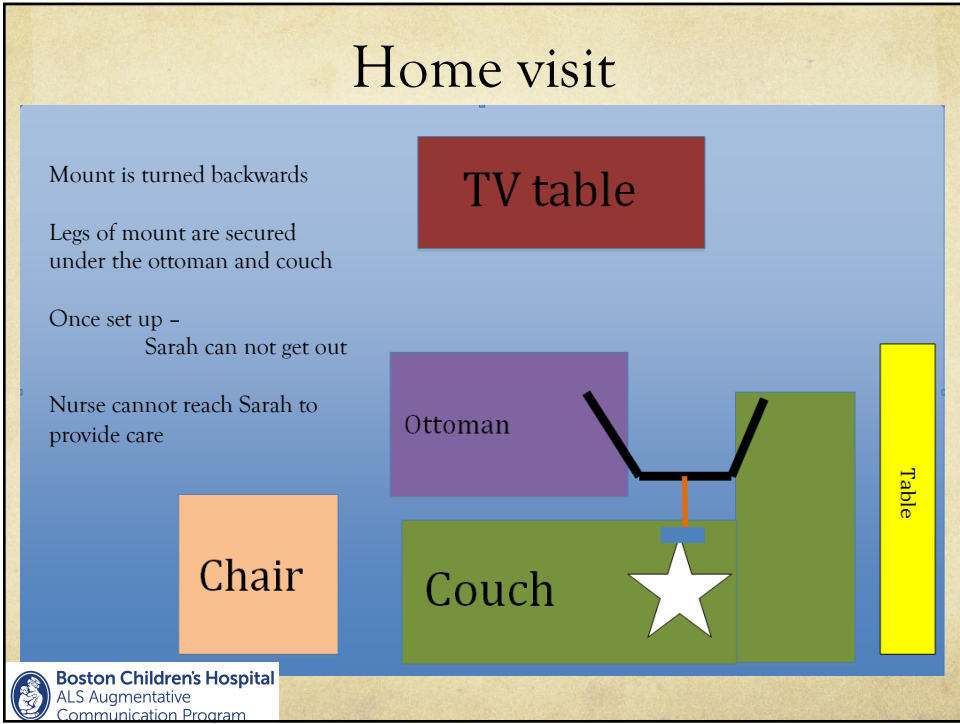 Home visit
Mount is turned backwards
Legs of mount are secured
under the ottoman and couch
Once set up –
Sarah can not get out
Nurse cannot reach Sarah to
provide care
TV table
Ottoman
Table
Chair
Couch
Boston Children's Hospital
ALS Augmentative
Communication Program